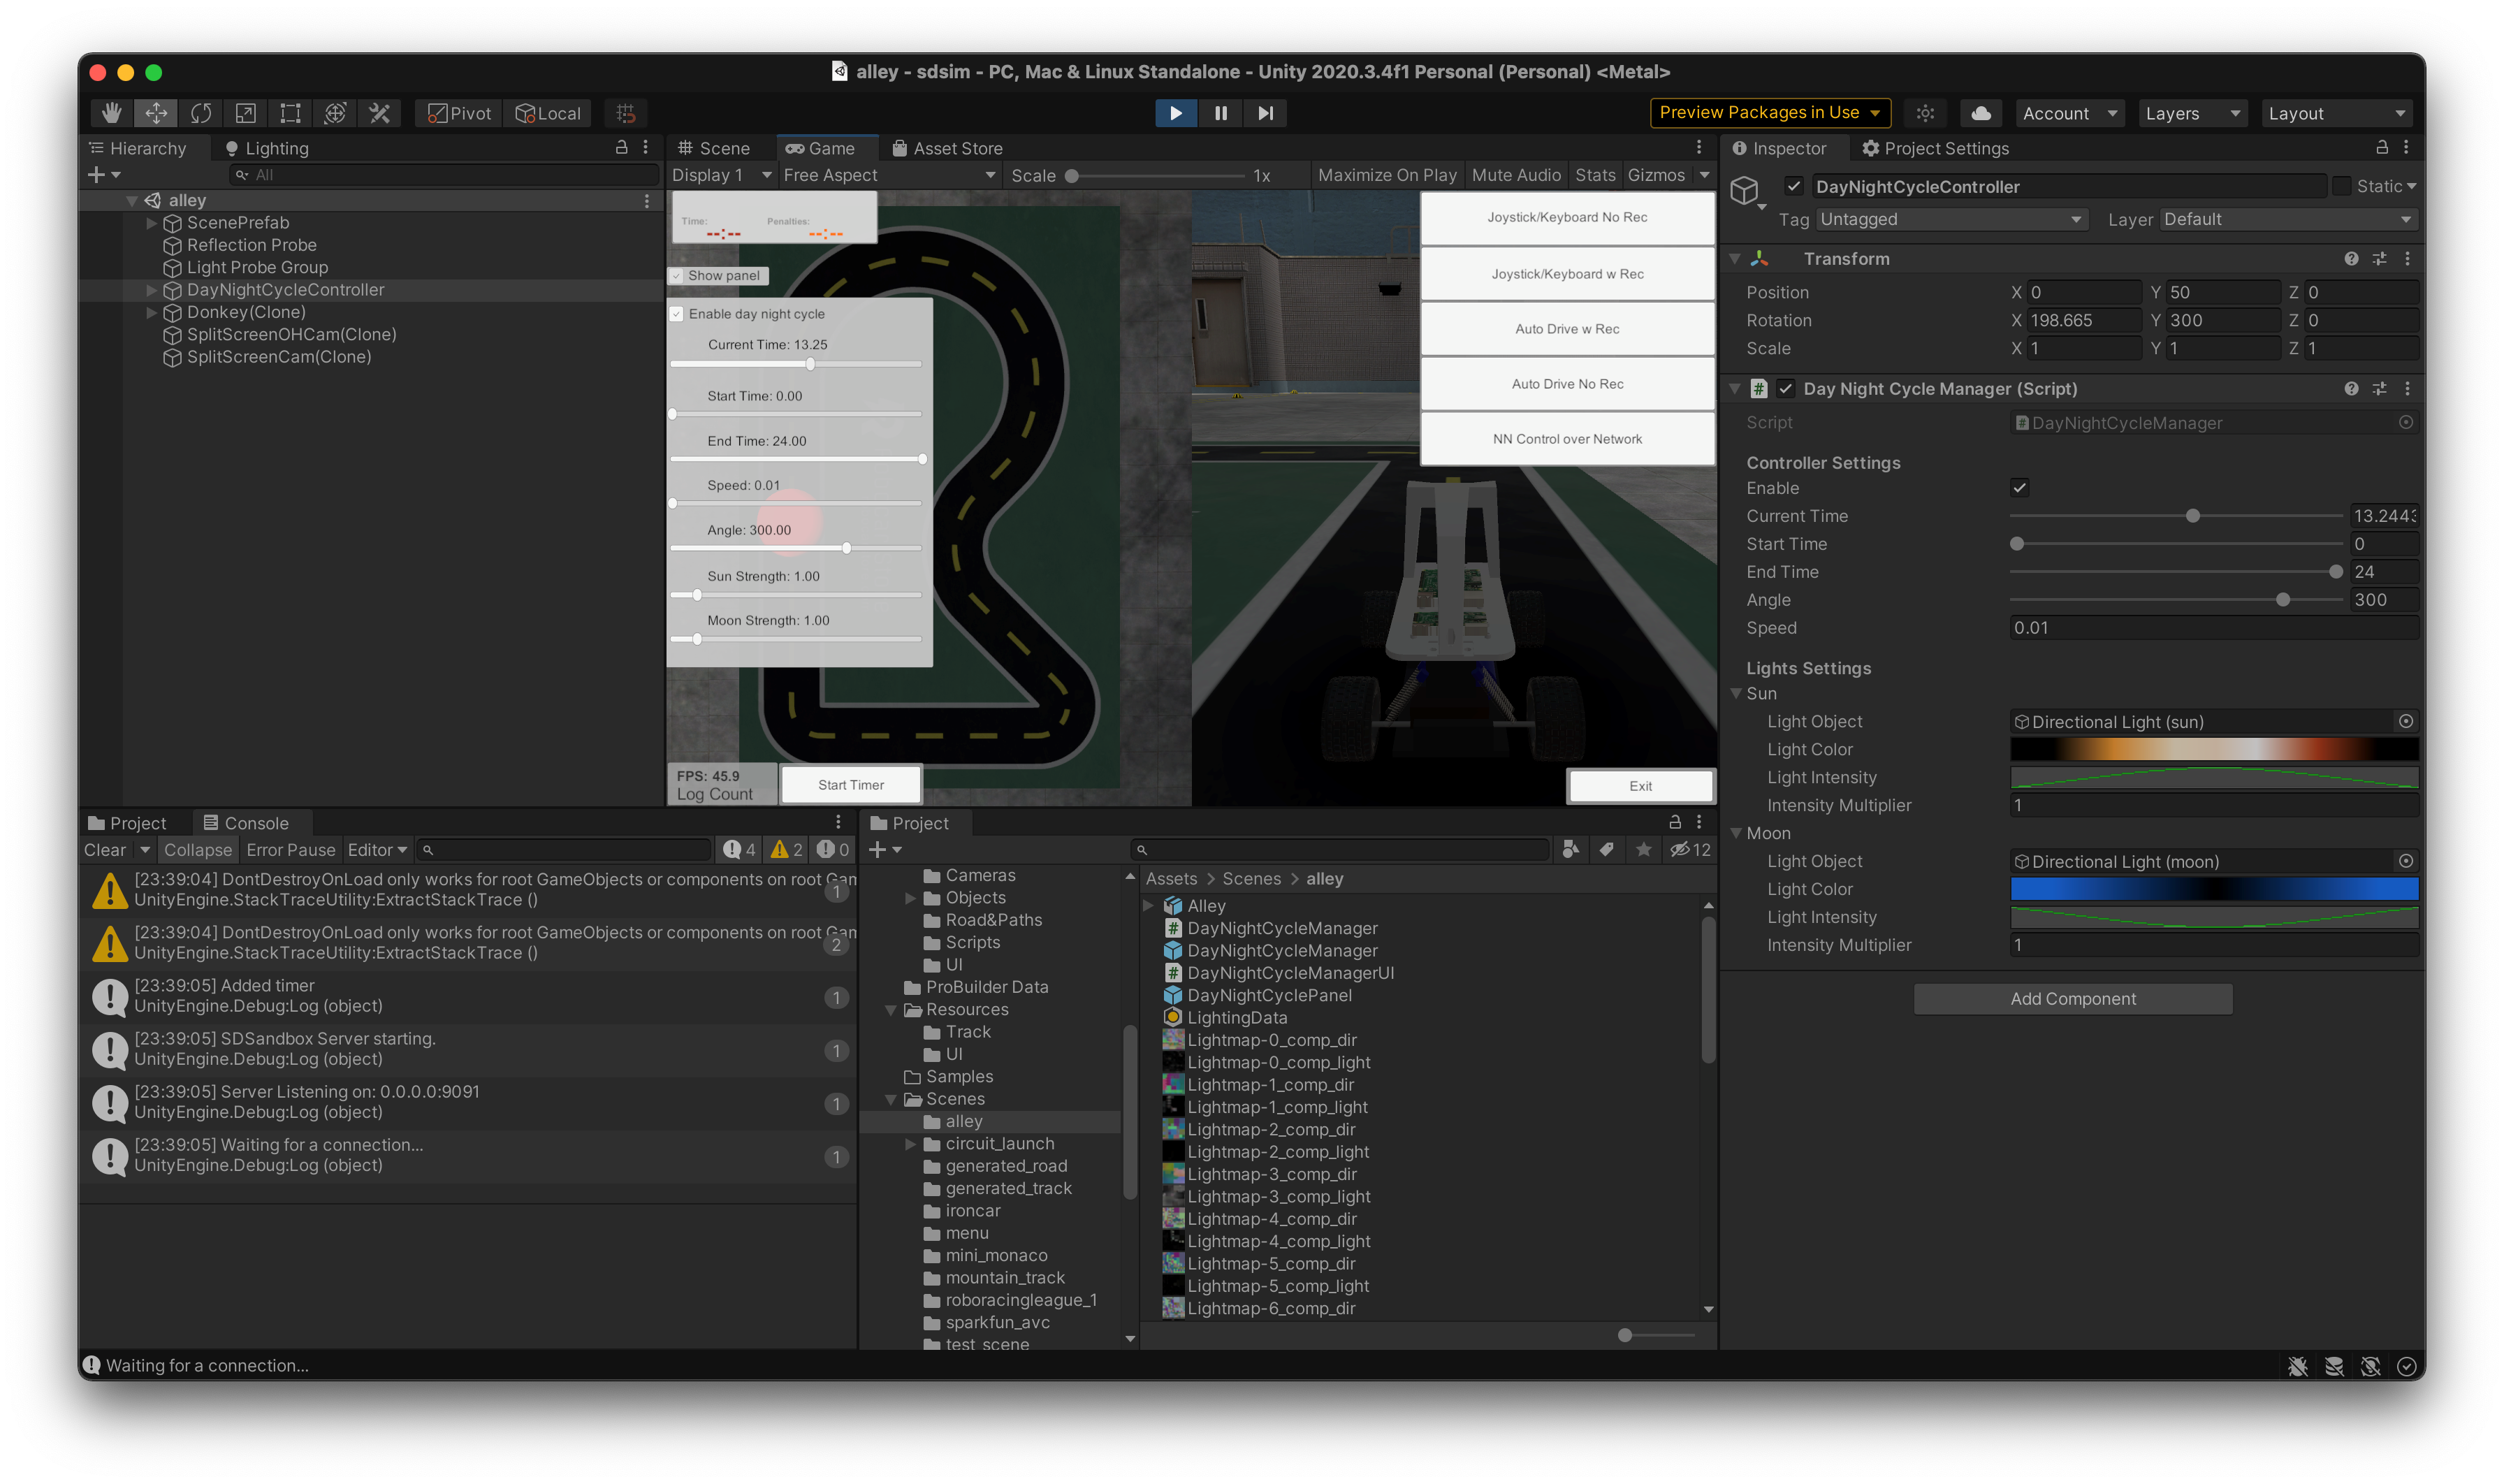 alley - sdsim - PC, Mac & Linux Standalone - Unity 2020.3.4f1 Personal (Personal) <Metal>
Pivot
Local
Preview Packages in Use
Account
Layers
Layout
Hierarchy
Lighting
All
alley
ScenePrefab
Reflection Probe
Light Probe Group
DayNightCycleController
Donkey(Clone)
SplitScreenOHCam(Clone)
SplitScreenCam(Clone)
Scene
Game
Asset Store
Display 1
Free Aspect
Scale
1x
Maximize On Play
Mute Audio
Stats
Gizmos
Time:
--:--
Penalties:
--:--
Show panel
Enable day night cycle
Current Time: 13.25
Start Time: 0.00
End Time: 24.00
Speed: 0.01
Angle: 300.00
Sun Strength: 1.00
Moon Strength: 1.00
FPS: 45.9
Log Count
Start Timer
Joystick/Keyboard No Rec
Joystick/Keyboard w Rec
Auto Drive w Rec
Auto Drive No Rec
NN Control over Network
Exit
Inspector
Project Settings
DayNightCycleController
Static
Tag Untagged
Layer Default
Transform
Position X 0 Y 50 Z 0
Rotation X 198.665 Y 300 Z 0
Scale X 1 Y 1 Z 1
Day Night Cycle Manager (Script)
Script DayNightCycleManager
Controller Settings
Enable
Current Time 13.2443
Start Time 0
End Time 24
Angle 300
Speed 0.01
Lights Settings
Sun
Light Object Directional Light (sun)
Light Color
Light Intensity
Intensity Multiplier 1
Moon
Light Object Directional Light (moon)
Light Color
Light Intensity
Intensity Multiplier 1
Add Component
Project
Console
Clear
Collapse
Error Pause
Editor
4
2
0
[23:39:04] DontDestroyOnLoad only works for root GameObjects or components on root Gam
UnityEngine.StackTraceUtility:ExtractStackTrace ()
1
[23:39:04] DontDestroyOnLoad only works for root GameObjects or components on root Gam
UnityEngine.StackTraceUtility:ExtractStackTrace ()
2
[23:39:05] Added timer
UnityEngine.Debug:Log (object)
1
[23:39:05] SDSandbox Server starting.
UnityEngine.Debug:Log (object)
1
[23:39:05] Server Listening on: 0.0.0.0:9091
UnityEngine.Debug:Log (object)
1
[23:39:05] Waiting for a connection...
UnityEngine.Debug:Log (object)
1
Project
12
Cameras
Objects
Road&Paths
Scripts
UI
ProBuilder Data
Resources
Track
UI
Samples
Scenes
alley
circuit_launch
generated_road
generated_track
ironcar
menu
mini_monaco
mountain_track
roboracingleague_1
sparkfun_avc
test_scene
Assets > Scenes > alley
Alley
DayNightCycleManager
DayNightCycleManager
DayNightCycleManagerUI
DayNightCyclePanel
LightingData
Lightmap-0_comp_dir
Lightmap-0_comp_light
Lightmap-1_comp_dir
Lightmap-1_comp_light
Lightmap-2_comp_dir
Lightmap-2_comp_light
Lightmap-3_comp_dir
Lightmap-3_comp_light
Lightmap-4_comp_dir
Lightmap-4_comp_light
Lightmap-5_comp_dir
Lightmap-5_comp_light
Lightmap-6_comp_dir
Waiting for a connection...